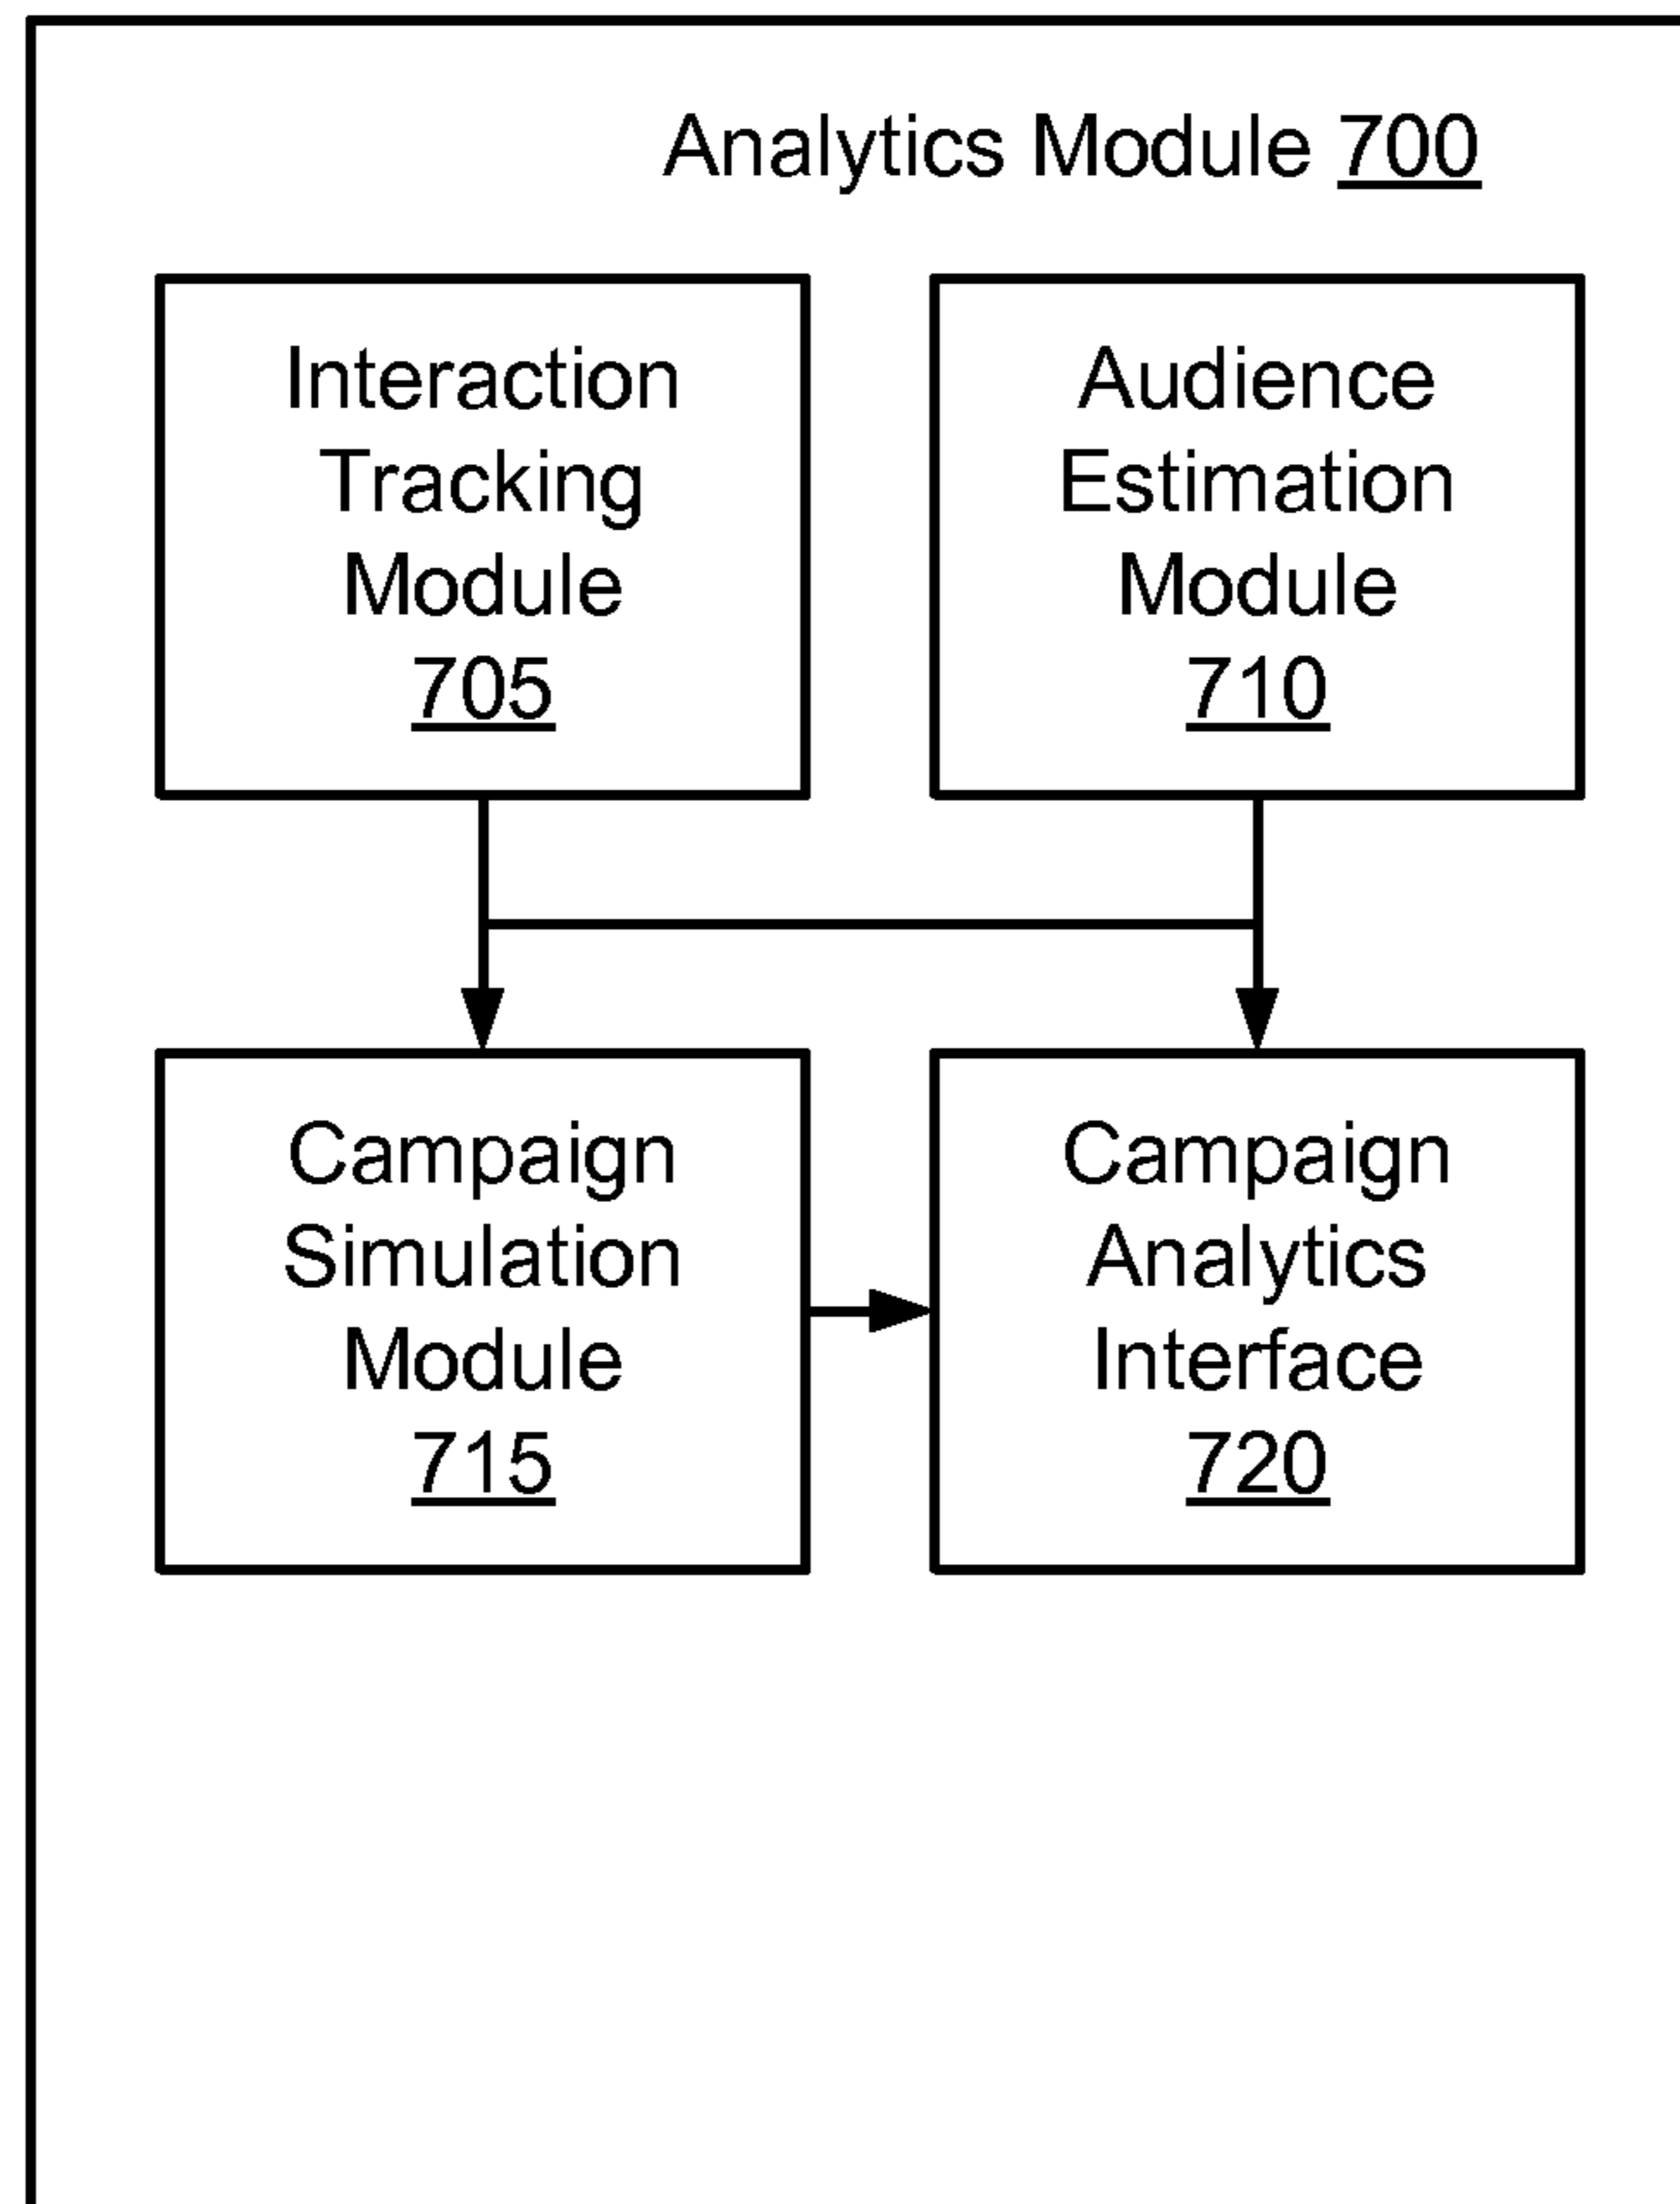 Analytics Module 700
Interaction
Tracking
Module
705
Audience
Estimation
Module
710
Campaign
Simulation
Module
715
Campaign
Analytics
Interface
720